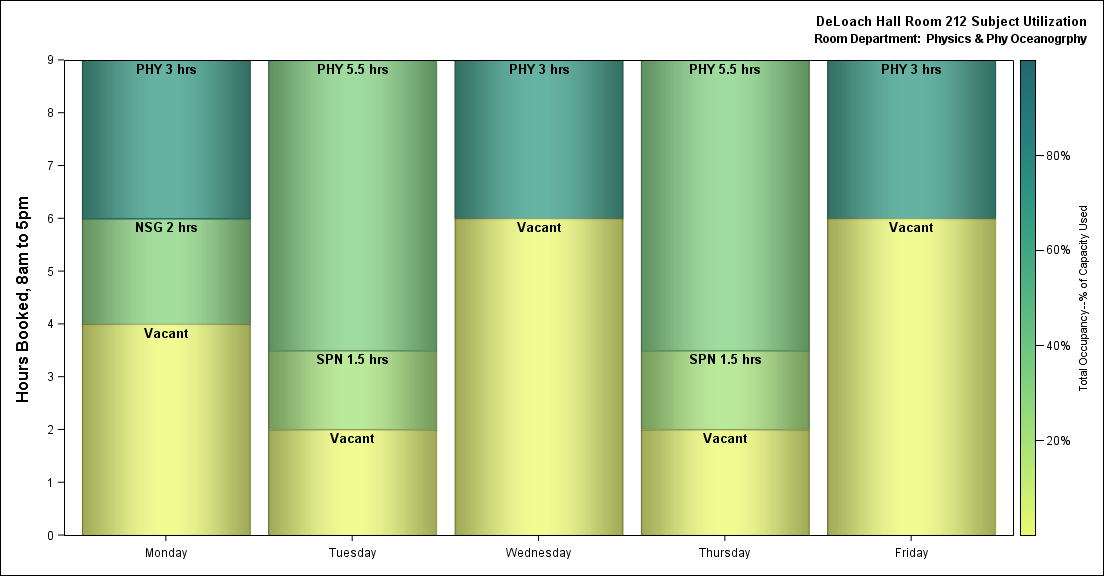 DeLoach Hall Room 212 Subject Utilization
Room Department:  Physics & Phy Oceanogrphy
Hours Booked, 8am to 5pm
9
8
7
6
5
4
3
2
1
0
PHY 3 hrs
NSG 2 hrs
Vacant
PHY 5.5 hrs
SPN 1.5 hrs
Vacant
PHY 3 hrs
Vacant
PHY 5.5 hrs
SPN 1.5 hrs
Vacant
PHY 3 hrs
Vacant
Monday
Tuesday
Wednesday
Thursday
Friday
80%
60%
40%
20%
Total Occupancy--% of Capacity Used